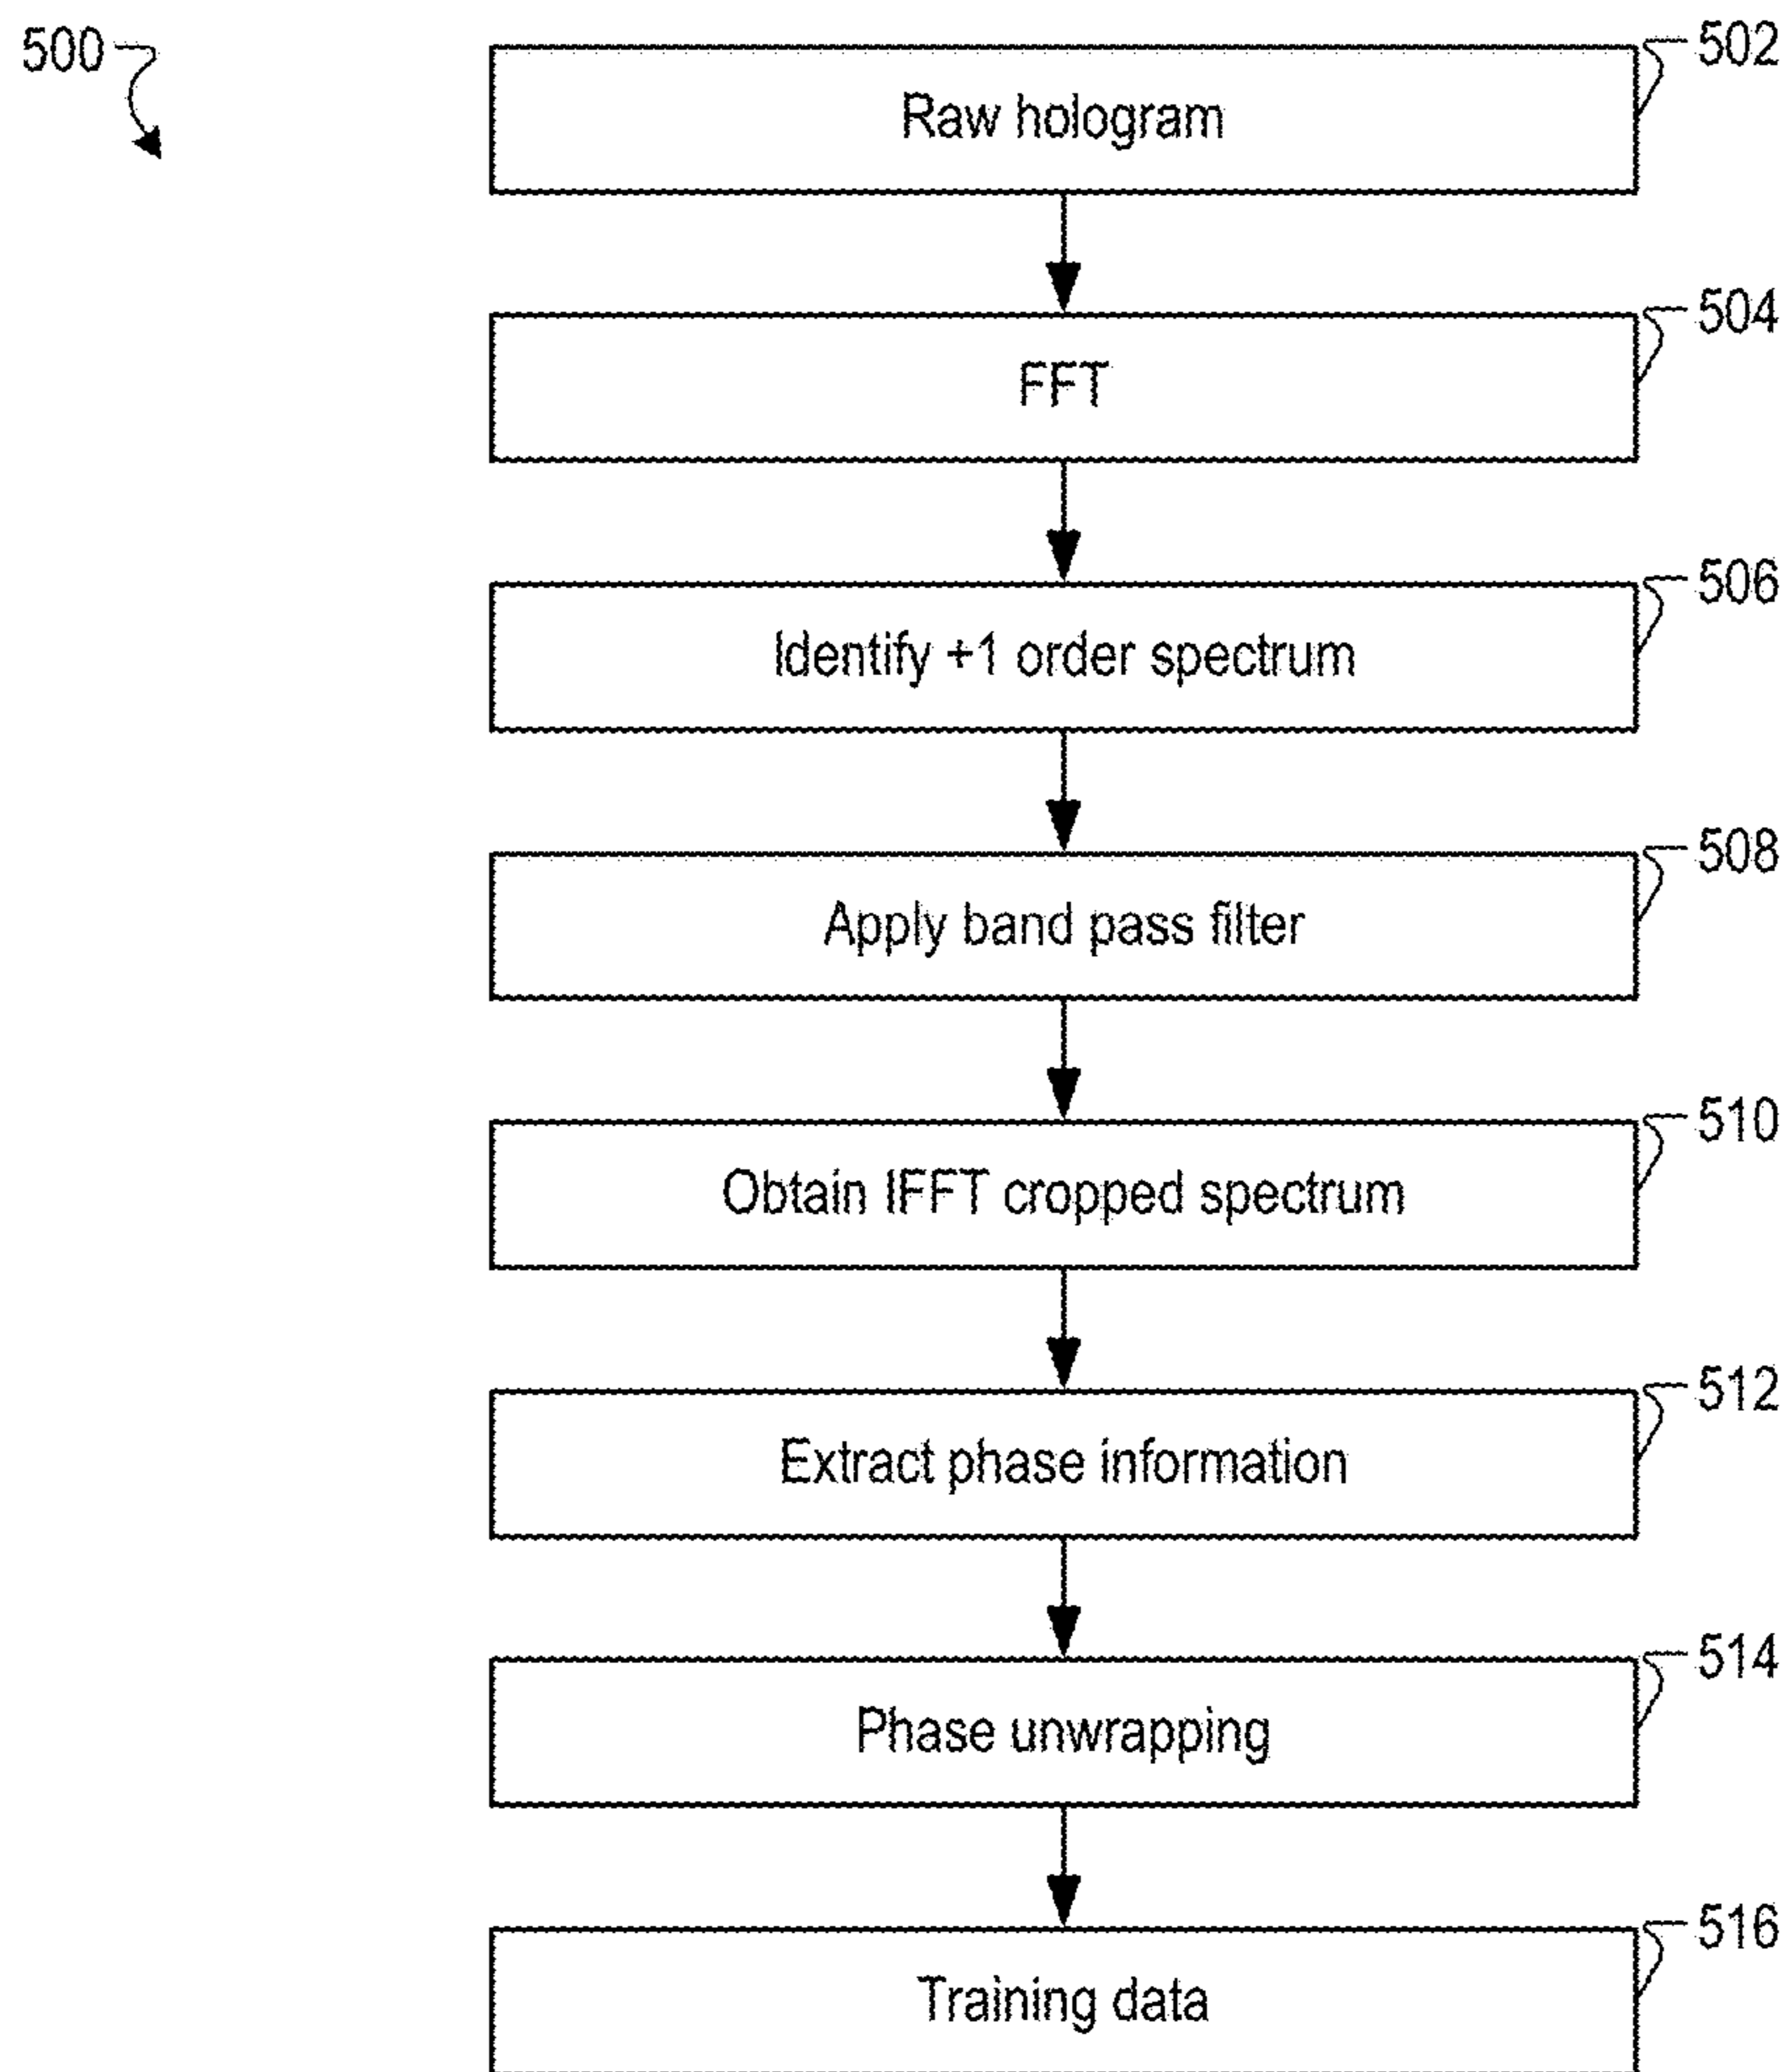 500
502
Raw hologram
504
FFT
506
Identify +1 order spectrum
508
Apply band pass filter
510
Obtain IFFT cropped spectrum
512
Extract phase information
514
Phase unwrapping
516
Training data